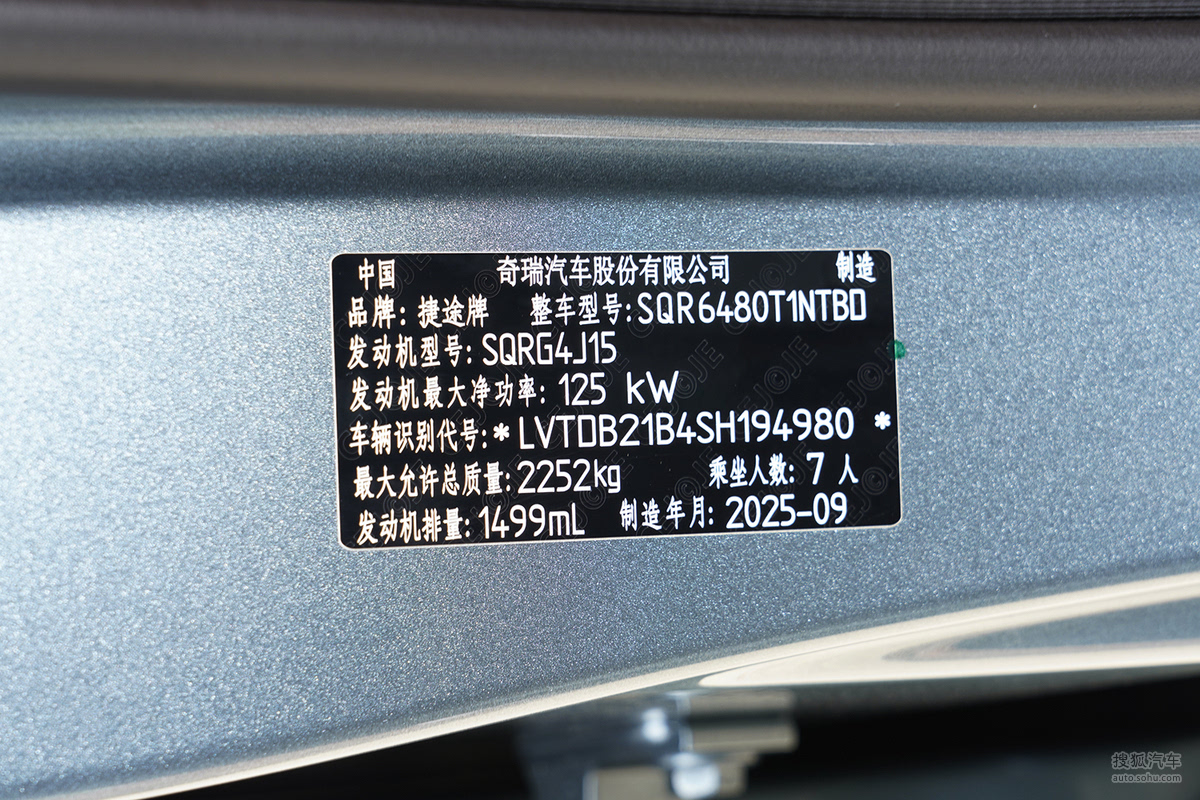 中国 奇瑞汽车股份有限公司 制造
品牌: 捷途牌 整车型号: SQR6480T1NTBD
发动机型号: SQRG4J15
发动机最大净功率: 125 kW
车辆识别代号: *LVTDB21B4SH194980 *
最大允许总质量: 2252kg 乘坐人数: 7 人
发动机排量: 1499mL 制造年月: 2025-09
搜狐汽车
auto.sohu.com